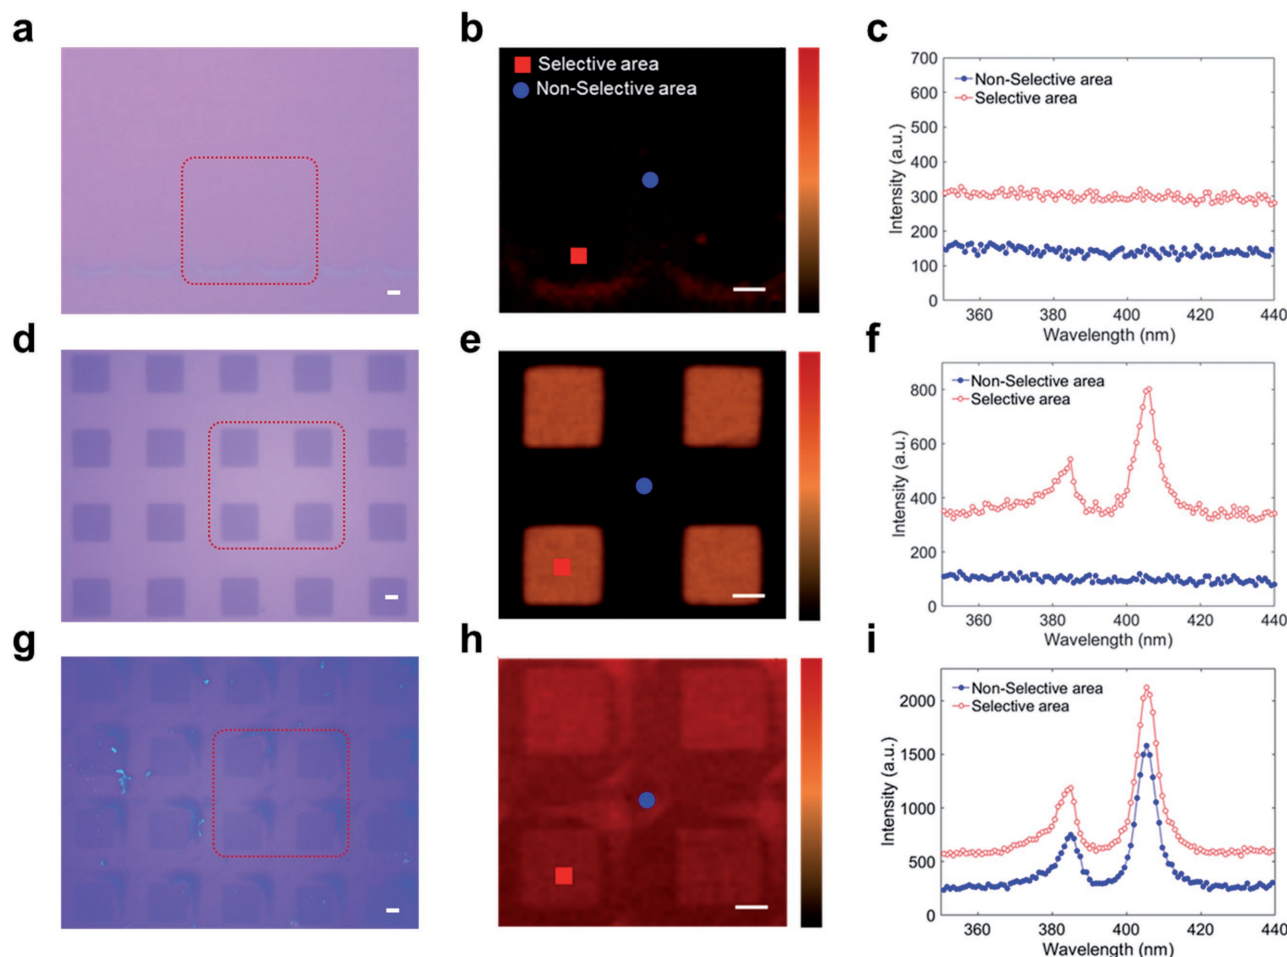 a
b
c
Selective area
Non-Selective area
700
600
500
400
300
200
100
0
Intensity (a.u.)
Non-Selective area
Selective area
360 380 400 420 440
Wavelength (nm)
d
e
f
800
600
400
200
0
Intensity (a.u.)
Non-Selective area
Selective area
360 380 400 420 440
Wavelength (nm)
g
h
i
2000
1500
1000
500
0
Intensity (a.u.)
Non-Selective area
Selective area
360 380 400 420 440
Wavelength (nm)